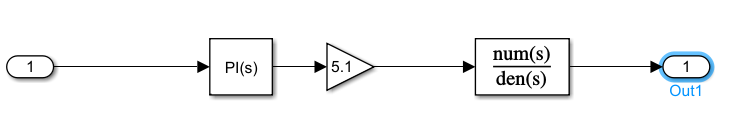 1
PI(s)
5.1
num(s)
den(s)
1
Out1